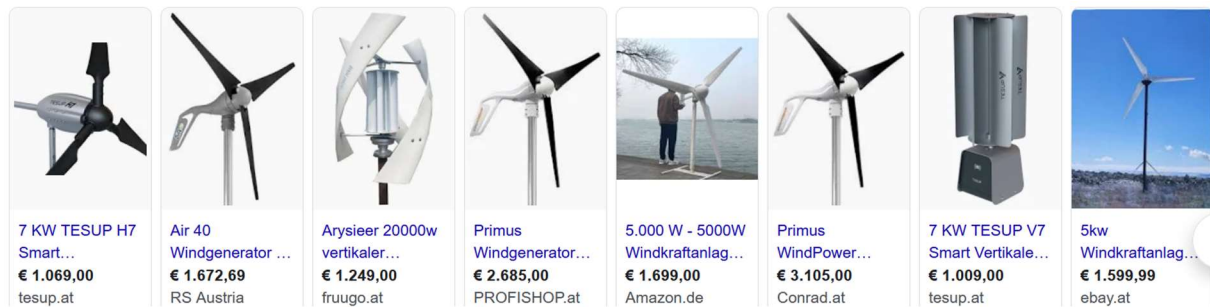 TESUP
TESUP
TESUP
7 KW TESUP H7
Smart…
€ 1.069,00
tesup.at
Air 40
Windgenerator …
€ 1.672,69
RS Austria
Arysieer 20000w
vertikaler…
€ 1.249,00
fruugo.at
Primus
Windgenerator…
€ 2.685,00
PROFISHOP.at
5.000 W - 5000W
Windkraftanlag…
€ 1.699,00
Amazon.de
Primus
WindPower…
€ 3.105,00
Conrad.at
7 KW TESUP V7
Smart Vertikale…
€ 1.009,00
tesup.at
5kw
Windkraftanlag…
€ 1.599,99
ebay.at